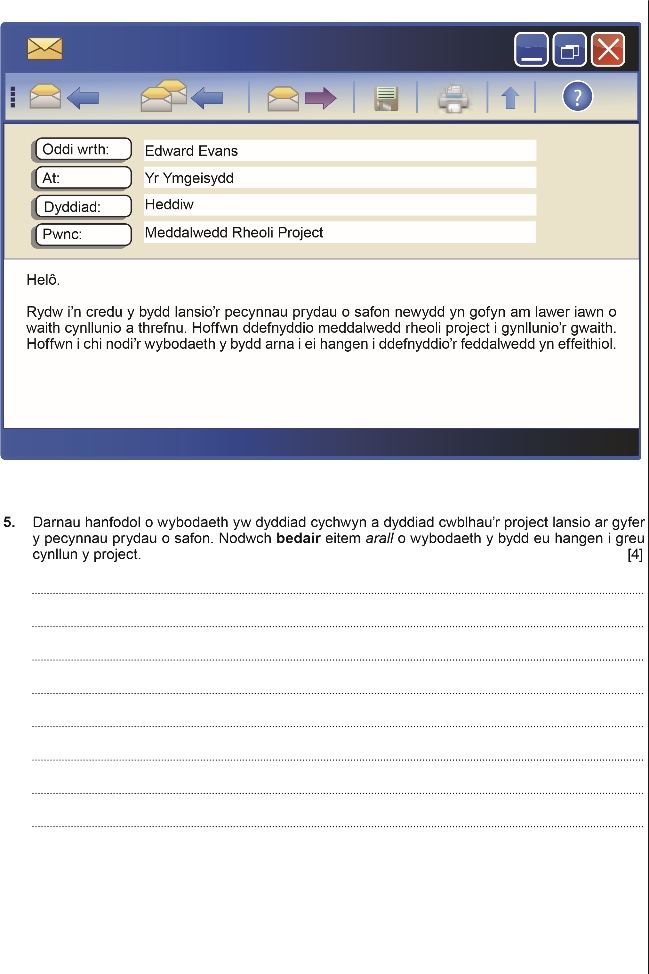 Oddi wrth: Edward Evans
At: Yr Ymgeisydd
Dyddiad: Heddiw
Pwnc: Meddalwedd Rheoli Project
Helô.
Rydw i'n credu y bydd lansio'r pecynnau prydau o safon newydd yn gofyn am lawer iawn o
waith cynllunio a threfnu. Hoffwn ddefnyddio meddalwedd rheoli project i gynllunio'r gwaith.
Hoffwn i chi nodi'r wybodaeth y bydd arna i ei hangen i ddefnyddio'r feddalwedd yn effeithiol.
5. Darnau hanfodol o wybodaeth yw dyddiad cychwyn a dyddiad cwblhau'r project lansio ar gyfer
y pecynnau prydau o safon. Nodwch bedair eitem arall o wybodaeth y bydd eu hangen i greu
cynllun y project. [4]